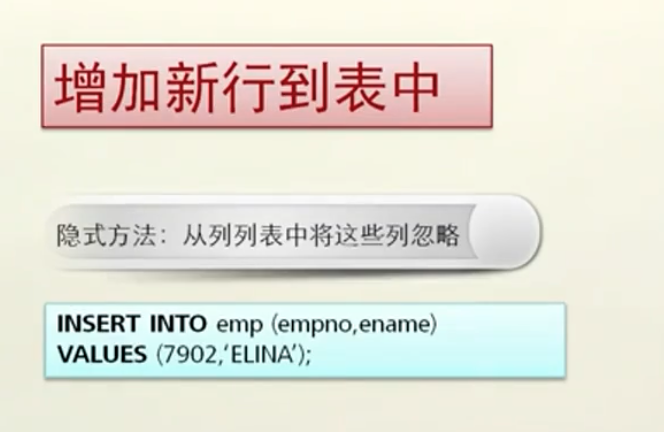 增加新行到表中
隐式方法：从列列表中将这些列忽略
INSERT INTO emp (empno,ename)
VALUES (7902,‘ELINA’);